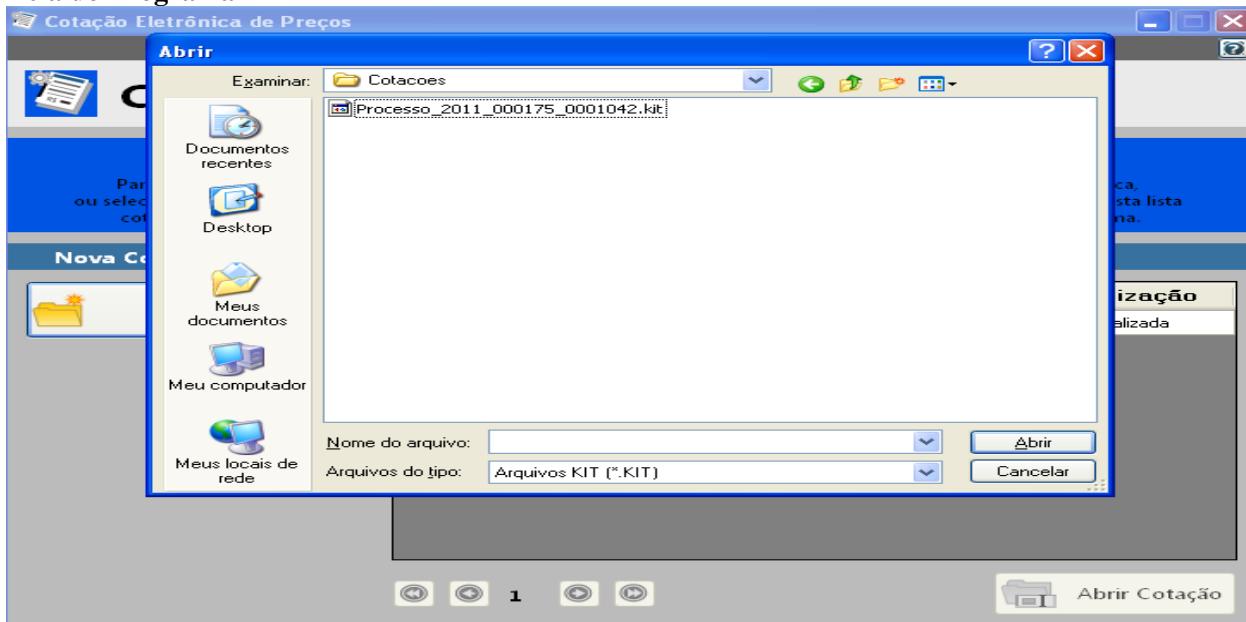 Cotação Eletrônica de Preços
Abrir
Examinar:
Cotacoes
Processo_2011_000175_0001042.kit
Documentos
recentes
Desktop
Meus
documentos
Meu computador
Meus locais de
rede
Nome do arquivo:
Abrir
Arquivos do tipo:
Arquivos KIT (*.KIT)
Cancelar
C
Par
ca,
ou selec
sta lista
cot
ma.
Nova Co
ização
alizada
1
Abrir Cotação